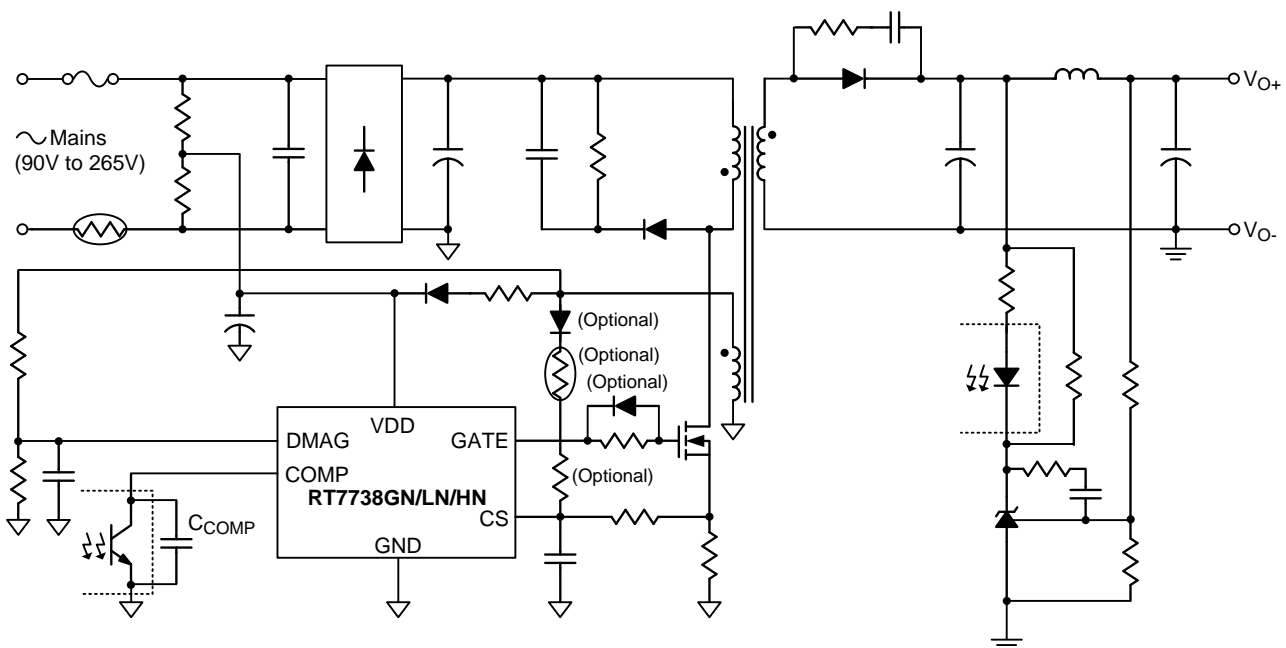 VO+
∼Mains
(90V to 265V)
VO-
(Optional)
(Optional)
(Optional)
DMAG
VDD
GATE
COMP
(Optional)
RT7738GN/LN/HN
CCOMP
CS
GND